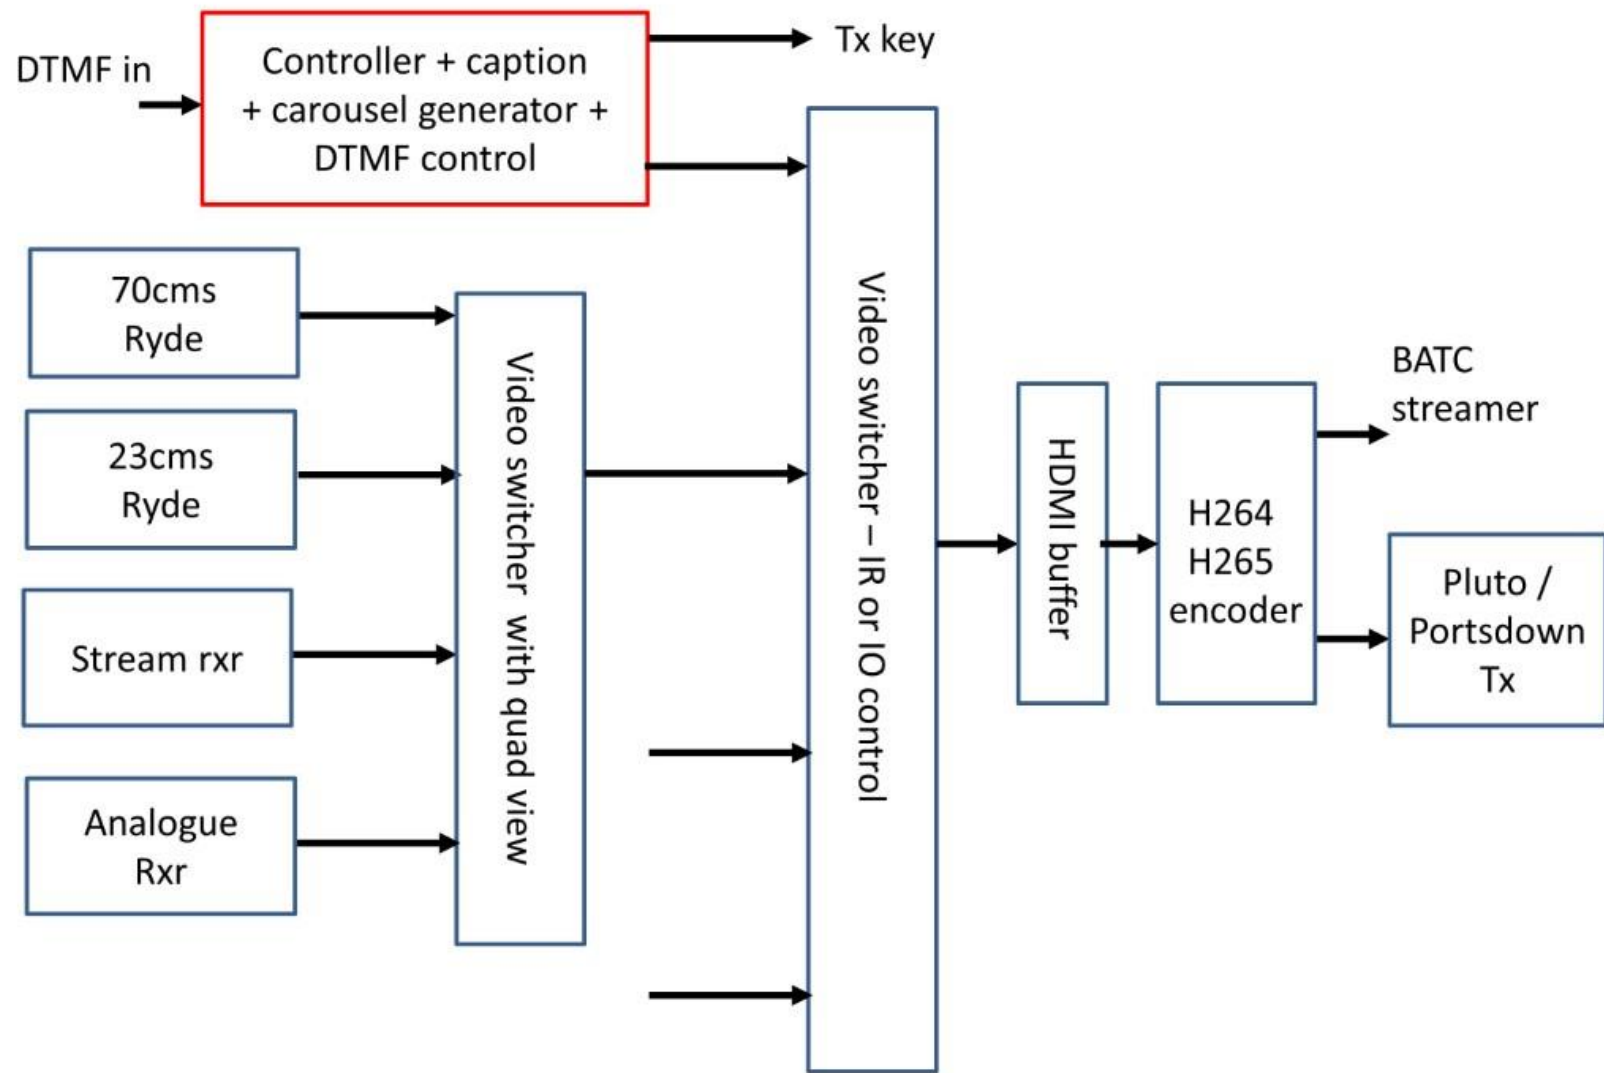 DTMF in
Controller + caption
+ carousel generator +
DTMF control
Tx key
70cms
Ryde
23cms
Ryde
Stream rxr
Analogue
Rxr
Video switcher  with quad view
Video switcher – IR or IO control
HDMI buffer
H264
H265
encoder
BATC
streamer
Pluto /
Portsdown
Tx